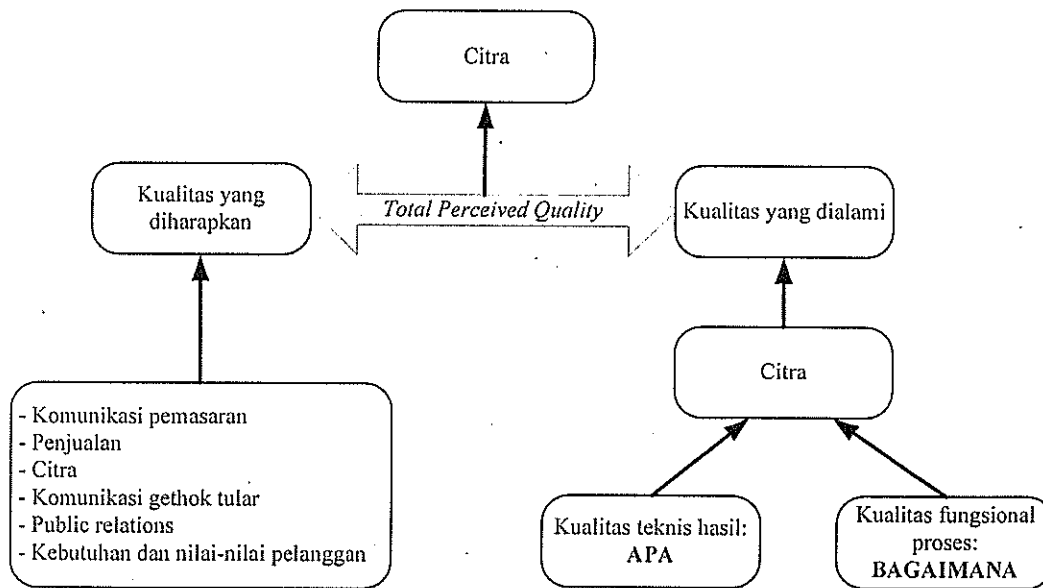 Citra
Kualitas yang
diharapkan
Total Perceived Quality
Kualitas yang dialami
Citra
- Komunikasi pemasaran
- Penjualan
- Citra
- Komunikasi gethok tular
- Public relations
- Kebutuhan dan nilai-nilai pelanggan
Kualitas teknis hasil:
APA
Kualitas fungsional
proses:
BAGAIMANA